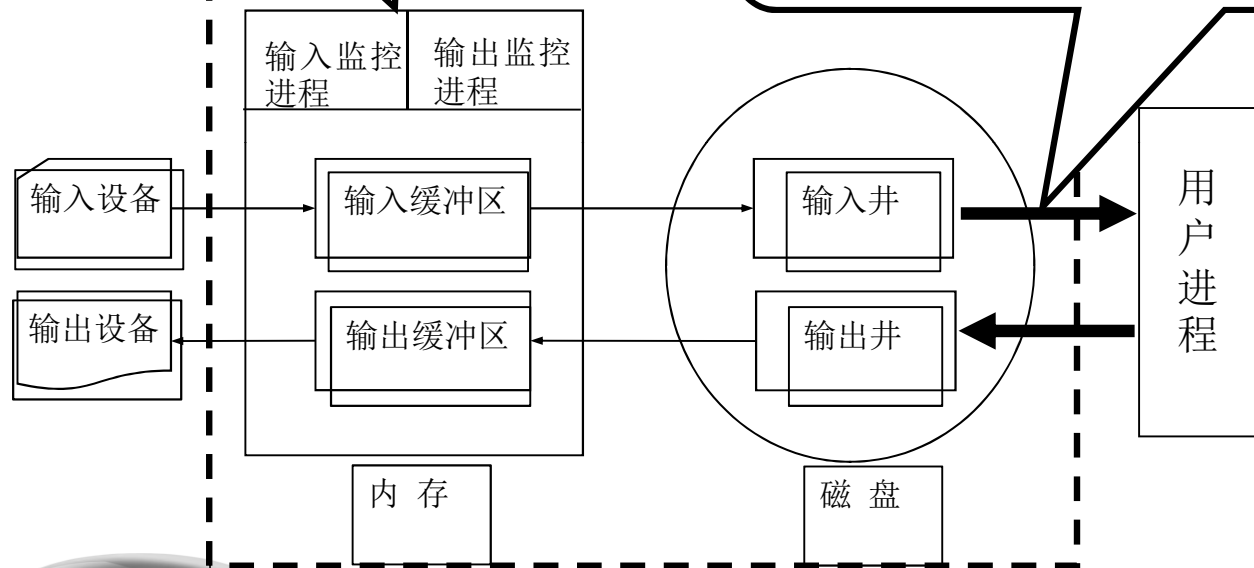 输入监控
进程
输出监控
进程
输入设备
输入缓冲区
输入井
输出设备
输出缓冲区
输出井
用
户
进
程
内 存
磁 盘